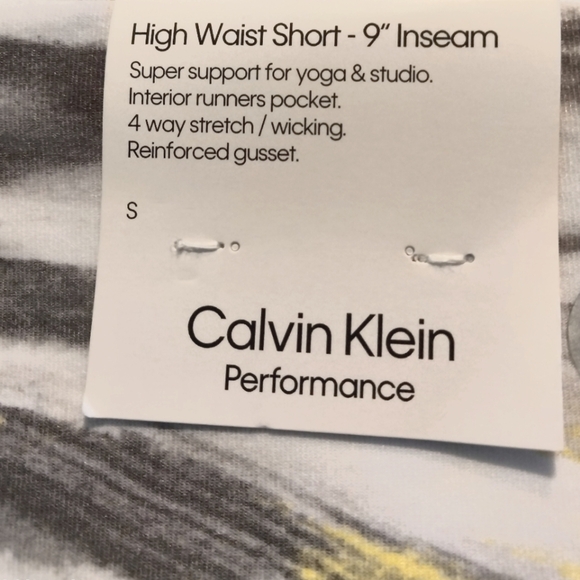 High Waist Short - 9” Inseam
Super support for yoga & studio.
Interior runners pocket.
4 way stretch / wicking.
Reinforced gusset.
S
Calvin Klein
Performance